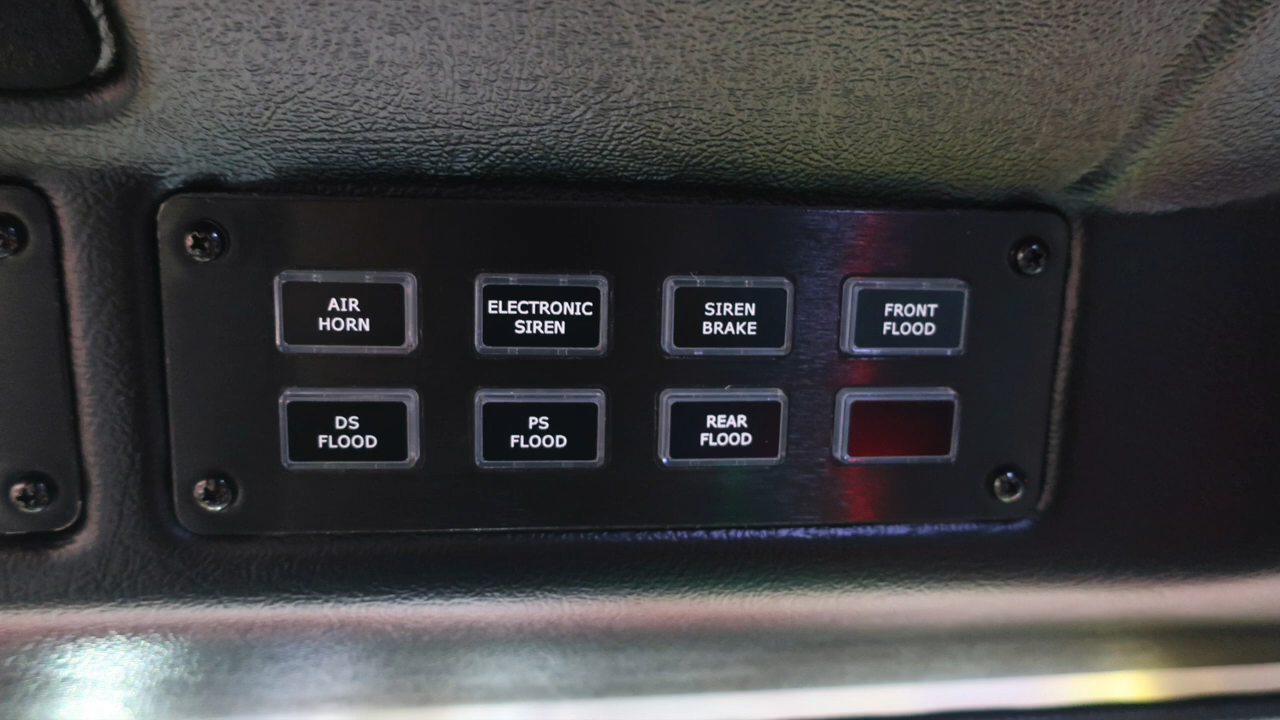 AIR
HORN
ELECTRONIC
SIREN
SIREN
BRAKE
FRONT
FLOOD
DS
FLOOD
PS
FLOOD
REAR
FLOOD